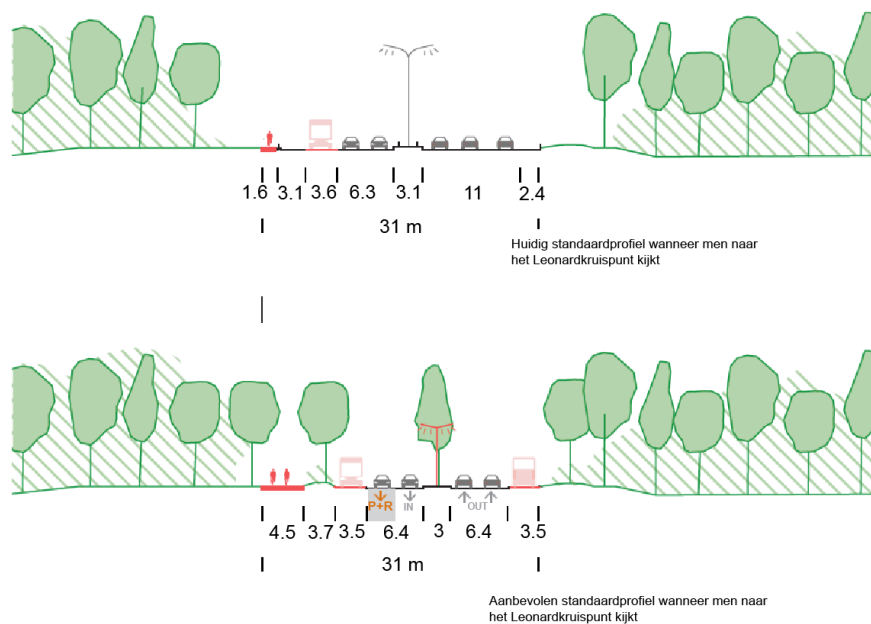 1.6 3.1 3.6 6.3 3.1 11 2.4
31 m
Huidig standaardprofiel wanneer men naar
het Leonardkruispunt kijkt
P+R IN OUT
4.5 3.7 3.5 6.4 3 6.4 3.5
31 m
Aanbevolen standaardprofiel wanneer men naar
het Leonardkruispunt kijkt